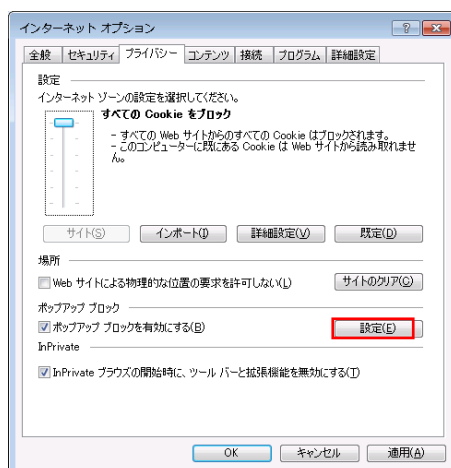 インターネット オプション
全般 セキュリティ プライバシー コンテンツ 接続 プログラム 詳細設定
設定
インターネット ゾーンの設定を選択してください。
すべての Cookie をブロック
- すべての Web サイトからのすべての Cookie はブロックされます。
- このコンピューターに既にある Cookie は Web サイトから読み取れませ
ん。
サイト(S) インポート(I) 詳細設定(V) 既定(D)
場所
Web サイトによる物理的な位置の要求を許可しない(L) サイトのクリア(C)
ポップアップ ブロック
ポップアップ ブロックを有効にする(B) 設定(E)
InPrivate
InPrivate ブラウズの開始時に、ツール バーと拡張機能を無効にする(T)
OK キャンセル 適用(A)